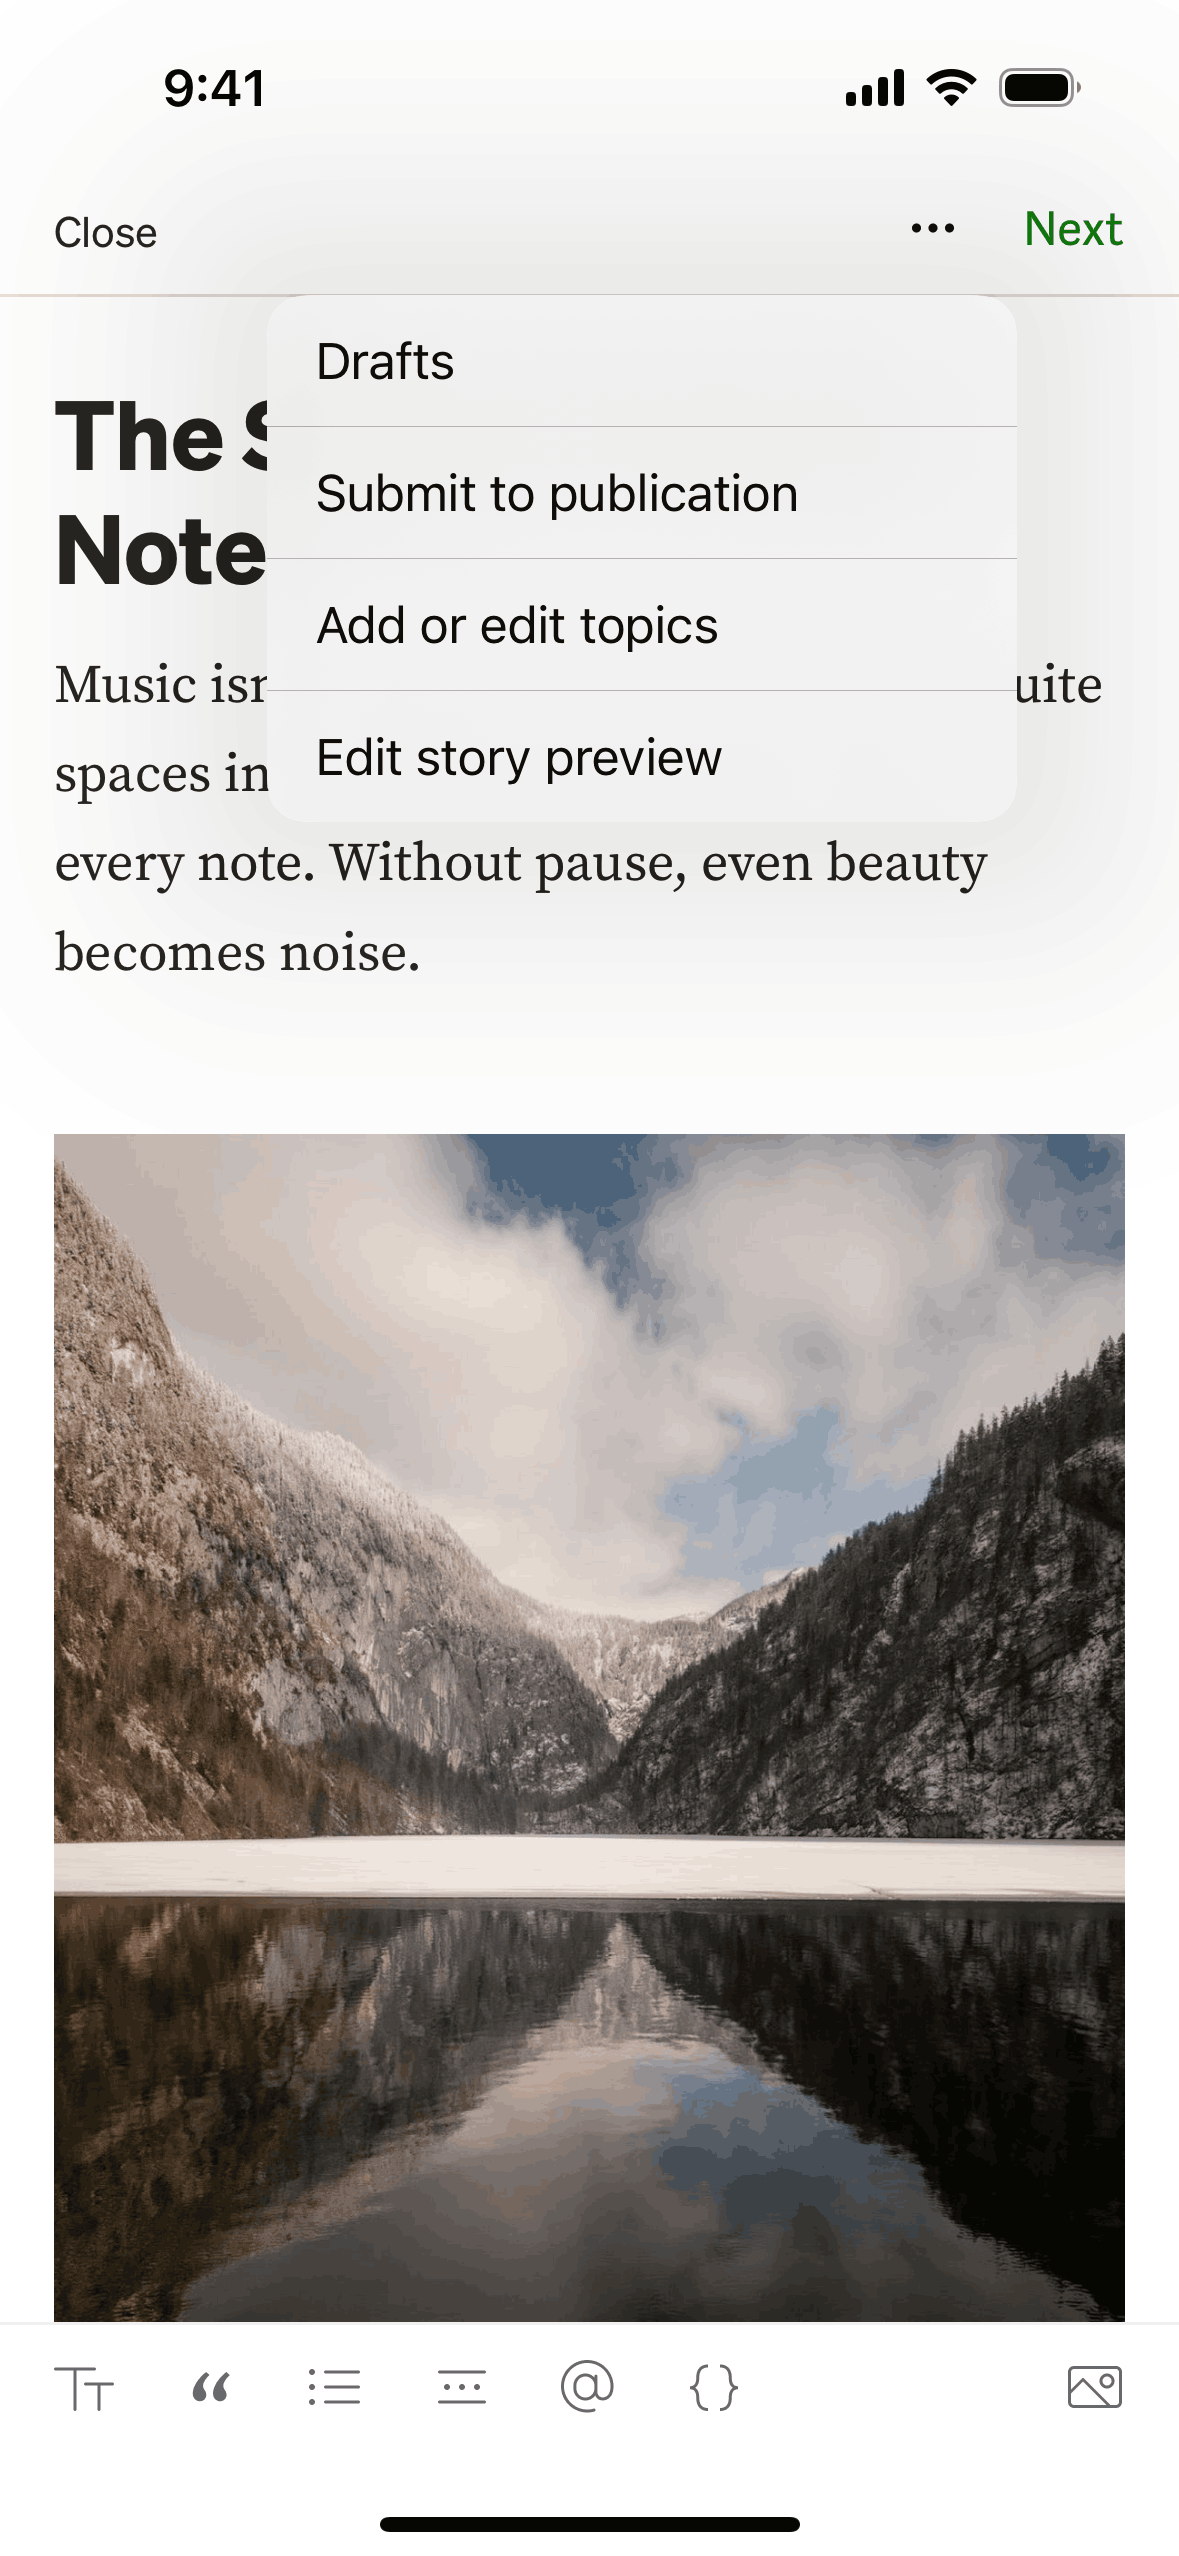 9:41
Close ••• Next
Drafts
Submit to publication
Add or edit topics
Edit story preview
The
Note
Music uite
spaces in
every note. Without pause, even beauty
becomes noise.